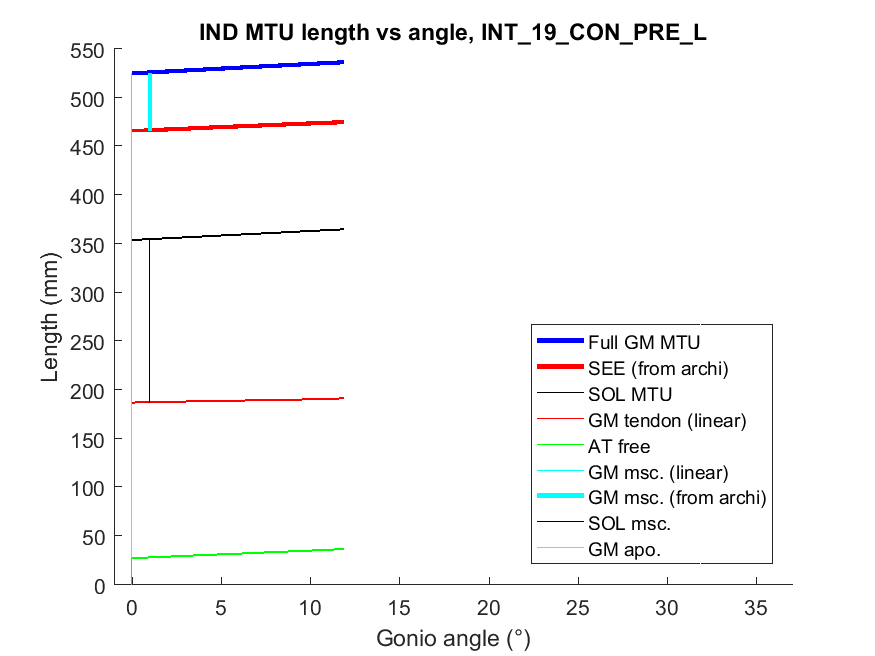 IND MTU length vs angle, INT_19_CON_PRE_L
550
500
450
400
350
300
250
200
150
100
50
0
Length (mm)
Full GM MTU
SEE (from archi)
SOL MTU
GM tendon (linear)
AT free
GM msc. (linear)
GM msc. (from archi)
SOL msc.
GM apo.
0 5 10 15 20 25 30 35
Gonio angle (°)